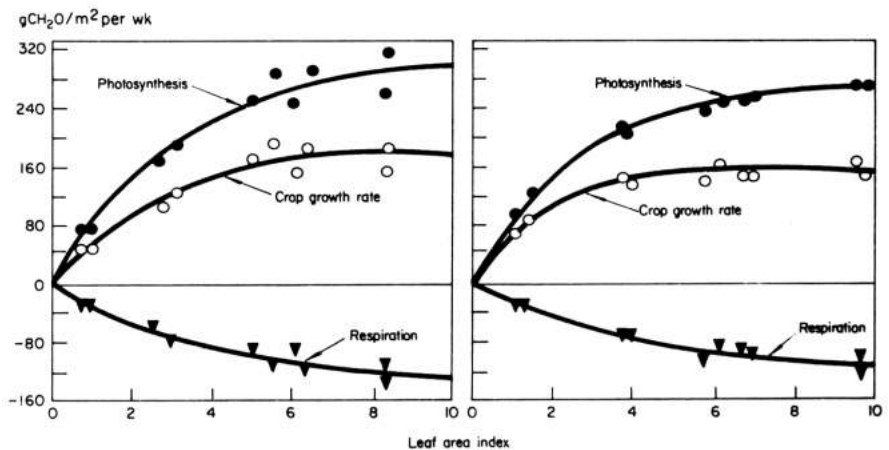 gCH₂O/m² per wk
320
240
160
80
0
-80
-160
Photosynthesis
Crop growth rate
Respiration
0 2 4 6 8 10
Photosynthesis
Crop growth rate
Respiration
0 2 4 6 8 10
Leaf area index